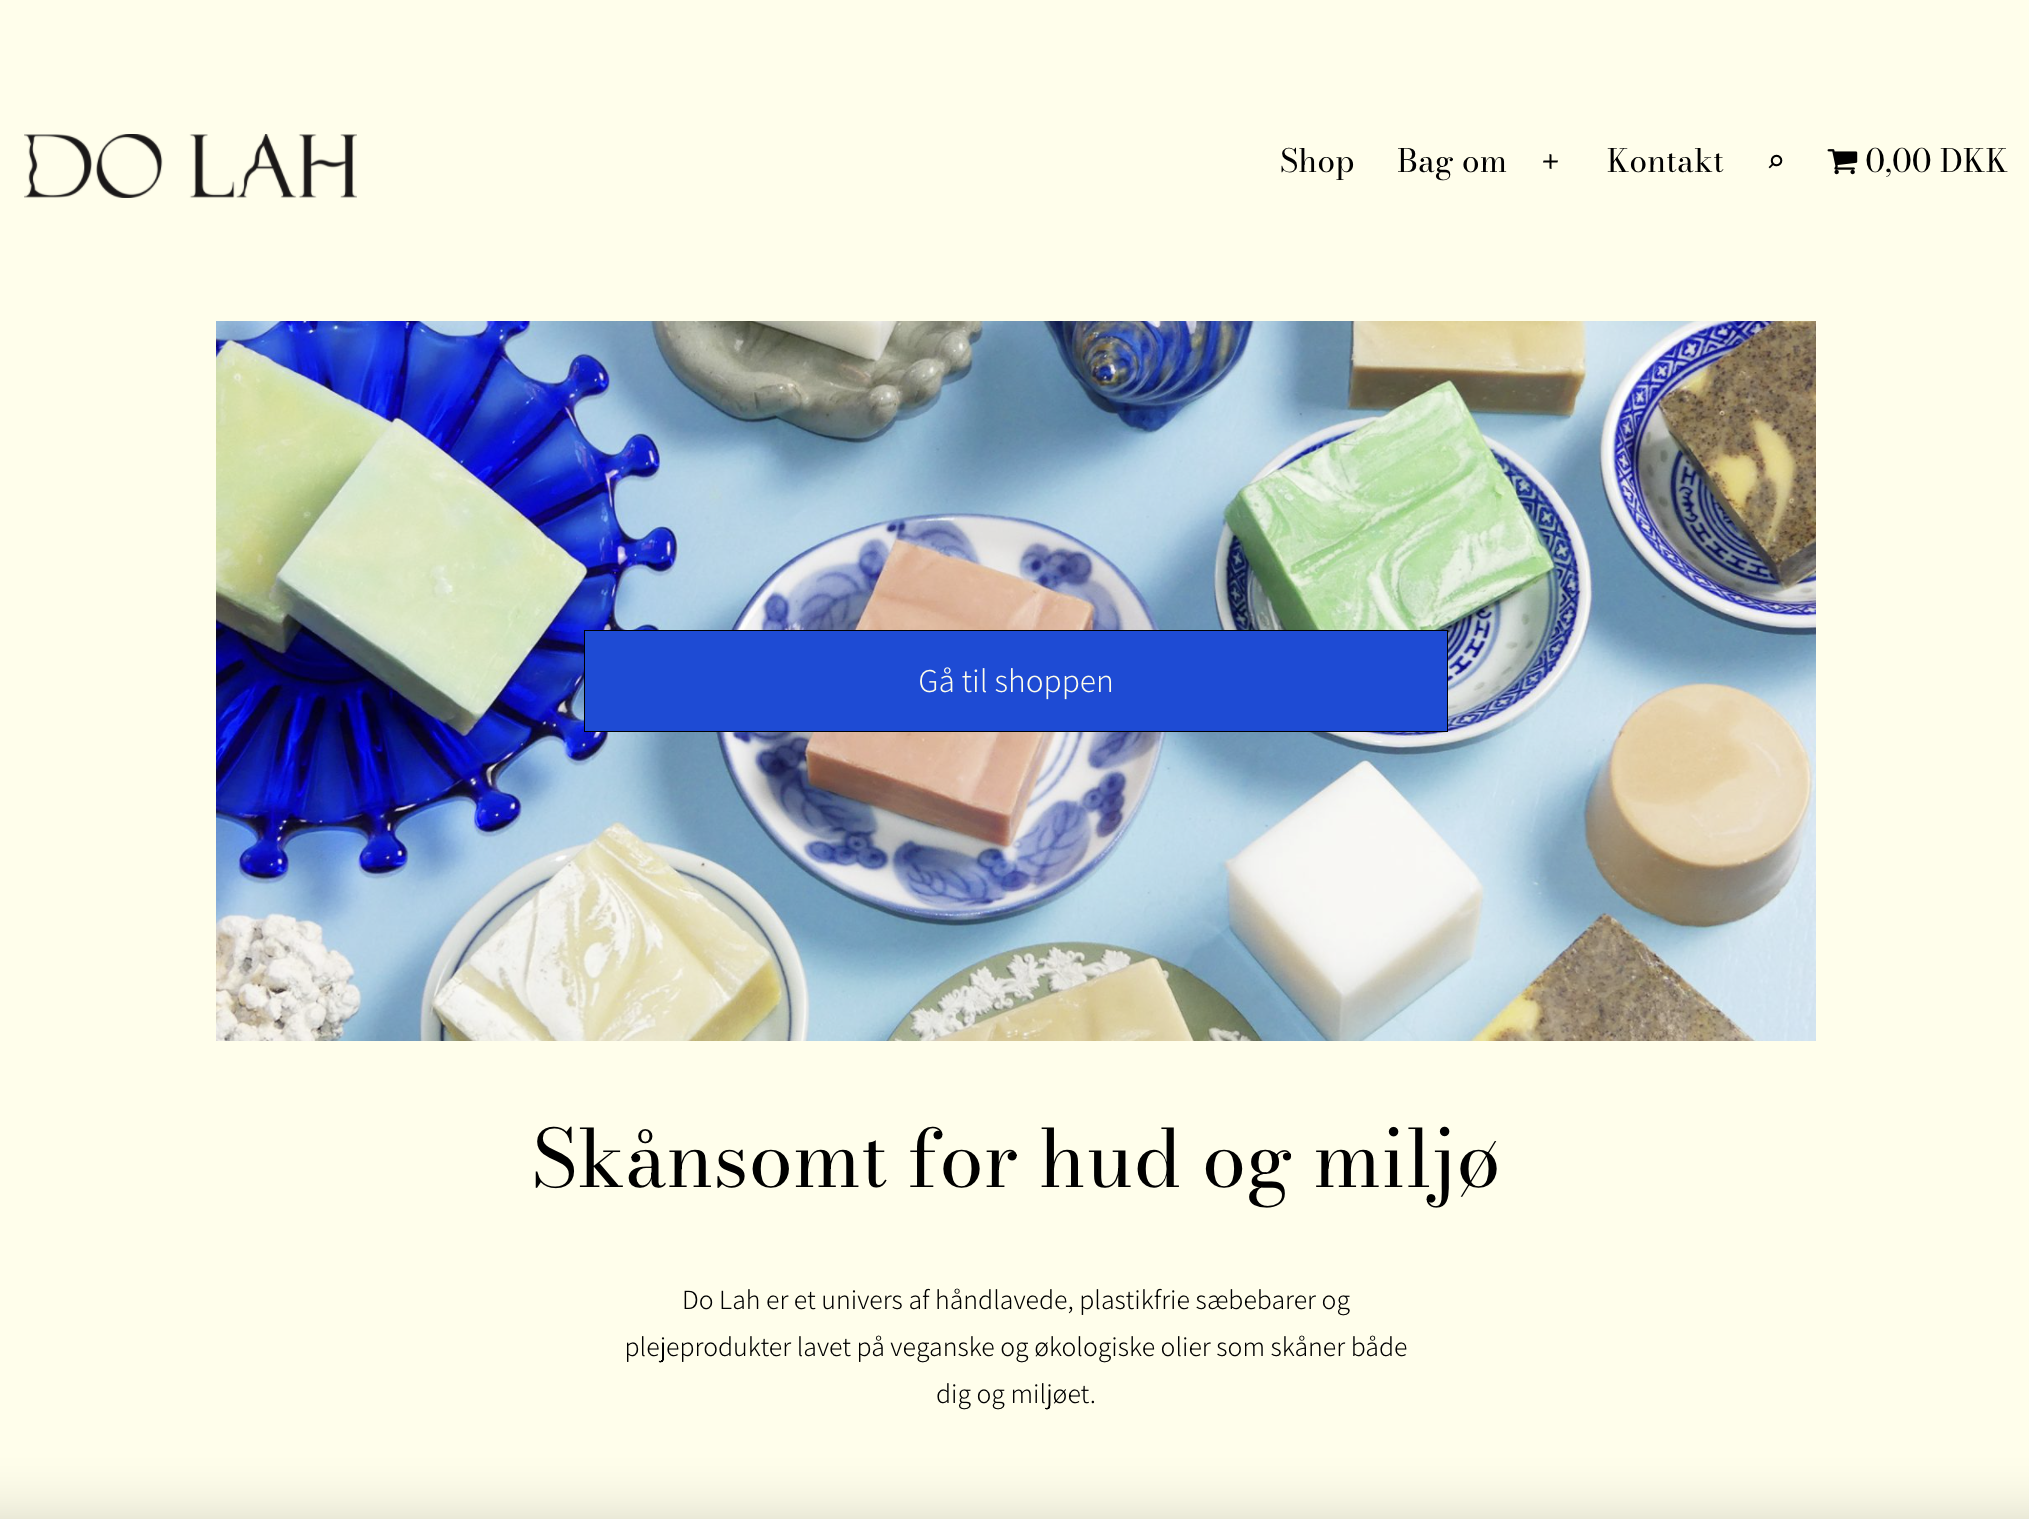 DO LAH
Shop Bag om + Kontakt 0,00 DKK
Gå til shoppen
Skånsomt for hud og miljø
Do Lah er et univers af håndlavede, plastikfrie sæbebarer og
plejeprodukter lavet på veganske og økologiske olier som skåner både
dig og miljøet.